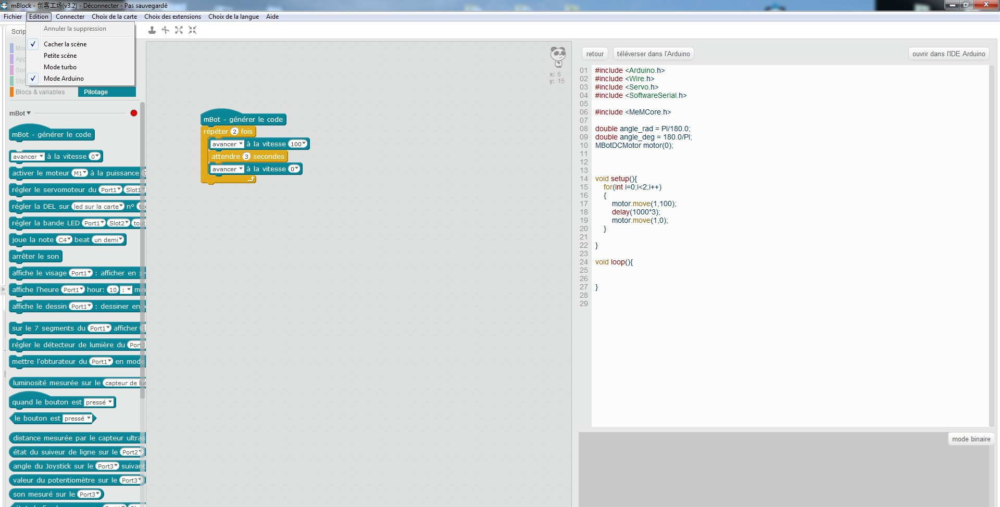 mBlock - 创客工场(v3.2) - Déconnecter - Pas sauvegardé
Fichier Edition Connecter Choix de la carte Choix des extensions Choix de la langue Aide
Annuler la suppression
Cacher la scène
Petite scène
Mode turbo
Mode Arduino
Blocs & variables Pilotage
mBot
mBot - générer le code
avancer à la vitesse 0
activer le moteur M1 à la puissance
régler le servomoteur du Port1 Slot1
régler la DEL sur led sur la carte n°
régler la bande LED Port1 Slot2 tout
joue la note C4 beat un demi
arrêter le son
affiche le visage Port1 : afficher en x
affiche l'heure Port1 hour: 10 : min
affiche le dessin Port1 : dessiner en
sur le 7 segments du Port1 afficher
régler le détecteur de lumière du Port3
mettre l'obturateur du Port1 en mode
luminosité mesurée sur le capteur de lu
quand le bouton est pressé
le bouton est pressé
distance mesurée par le capteur ultras
état du suiveur de ligne sur le Port2
angle du Joystick sur le Port3 suivant
valeur du potentiomètre sur le Port3
son mesuré sur le Port3
mBot - générer le code
répéter 2 fois
avancer à la vitesse 100
attendre 3 secondes
avancer à la vitesse 0
x: 6
y: 15
retour téléverser dans l'Arduino ouvrir dans l'IDE Arduino
01 #include <Arduino.h>
02 #include <Wire.h>
03 #include <Servo.h>
04 #include <SoftwareSerial.h>
05
06 #include <MeMCore.h>
07
08 double angle_rad = PI/180.0;
09 double angle_deg = 180.0/PI;
10 MBotDCMotor motor(0);
11
12
13
14 void setup(){
15 for(int i=0;i<2;i++)
16 {
17 motor.move(1,100);
18 delay(1000*3);
19 motor.move(1,0);
20 }
21
22 }
23
24 void loop(){
25
26
27 }
28
29
mode binaire